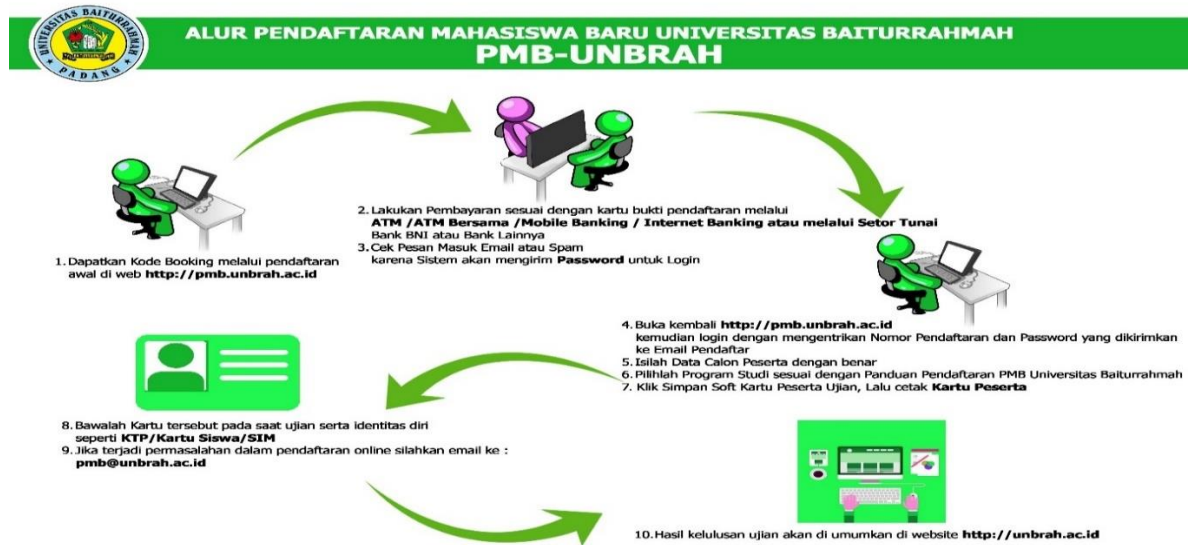 UNIVERSITAS BAITURRAHMAH
PADANG
ALUR PENDAFTARAN MAHASISWA BARU UNIVERSITAS BAITURRAHMAH
PMB-UNBRAH
1. Dapatkan Kode Booking melalui pendaftaran
awal di web http://pmb.unbrah.ac.id
2. Lakukan Pembayaran sesuai dengan kartu bukti pendaftaran melalui
ATM /ATM Bersama /Mobile Banking / Internet Banking atau melalui Setor Tunai
Bank BNI atau Bank Lainnya
3. Cek Pesan Masuk Email atau Spam
karena Sistem akan mengirim Password untuk Login
4. Buka kembali http://pmb.unbrah.ac.id
kemudian login dengan mengentrikan Nomor Pendaftaran dan Password yang dikirimkan
ke Email Pendaftar
5. Isilah Data Calon Peserta dengan benar
6. Pilihlah Program Studi sesuai dengan Panduan Pendaftaran PMB Universitas Baiturrahmah
7. Klik Simpan Soft Kartu Peserta Ujian, Lalu cetak Kartu Peserta
8. Bawalah Kartu tersebut pada saat ujian serta identitas diri
seperti KTP/Kartu Siswa/SIM
9. Jika terjadi permasalahan dalam pendaftaran online silahkan email ke :
pmb@unbrah.ac.id
10. Hasil kelulusan ujian akan di umumkan di website http://unbrah.ac.id